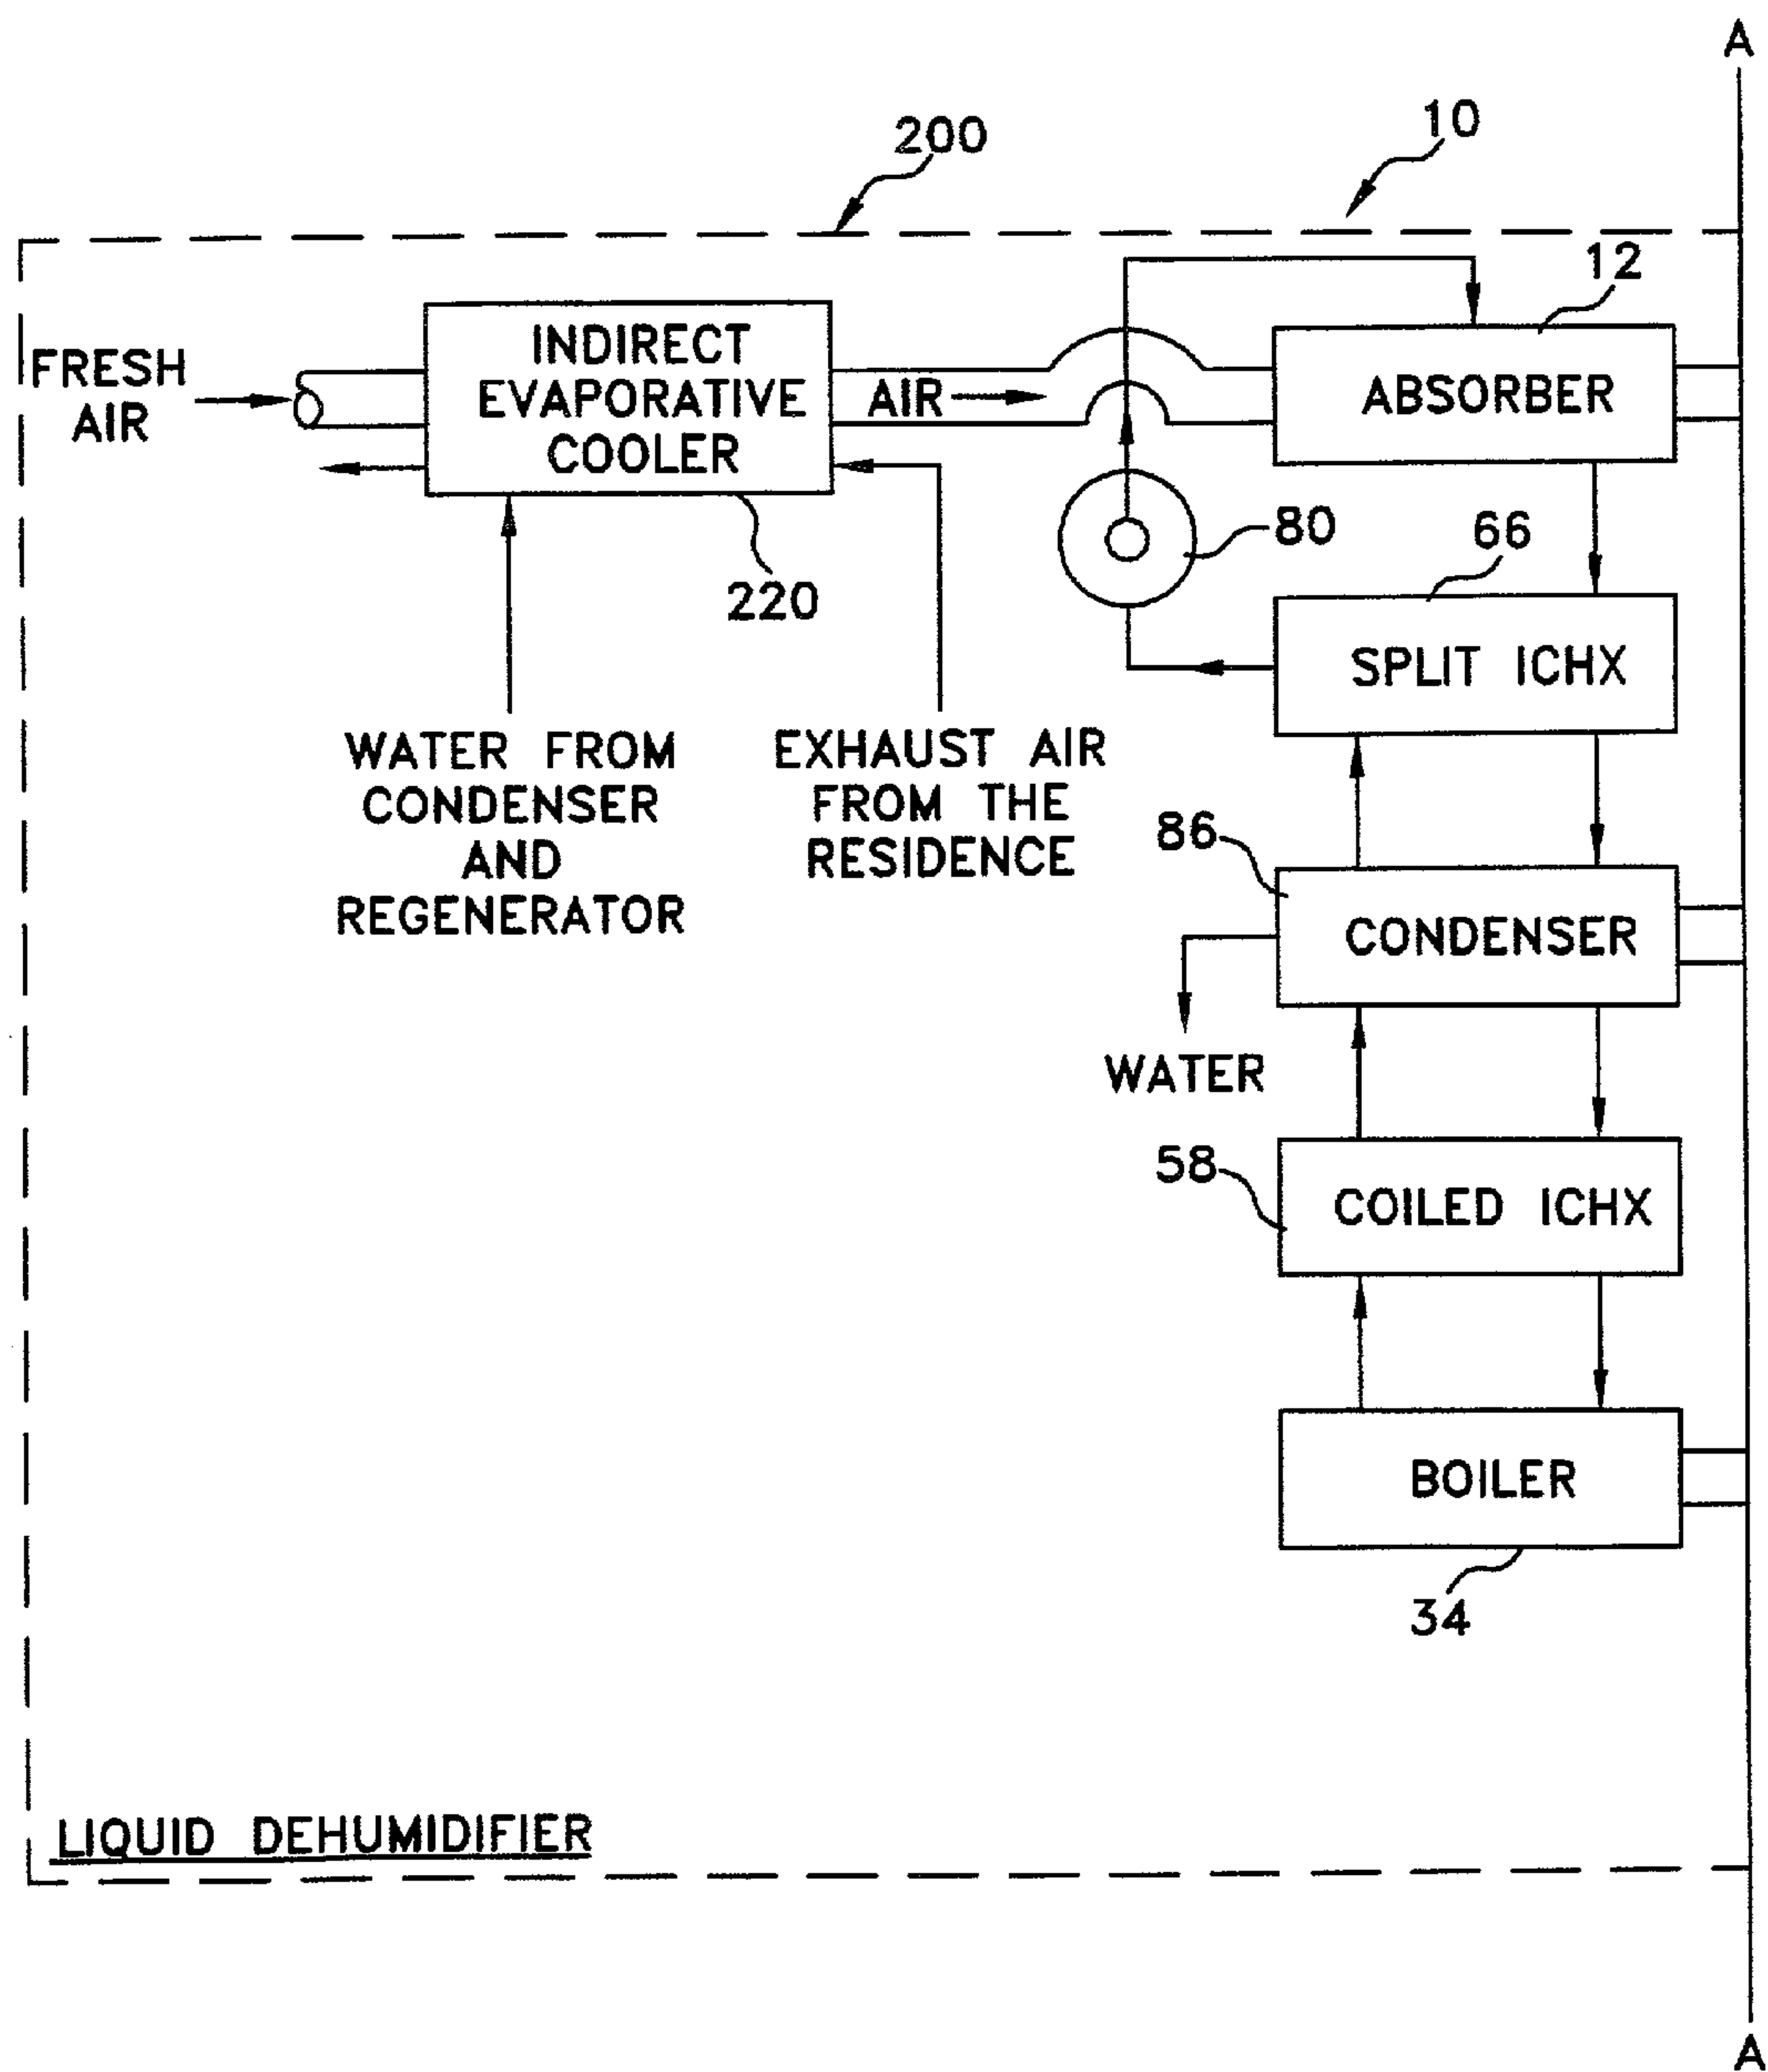 A
10
200
12
FRESH
AIR
INDIRECT
EVAPORATIVE
COOLER
AIR
ABSORBER
80
66
220
SPLIT ICHX
WATER FROM
CONDENSER
AND
REGENERATOR
EXHAUST AIR
FROM THE
RESIDENCE
86
CONDENSER
WATER
58
COILED ICHX
BOILER
34
LIQUID DEHUMIDIFIER
A